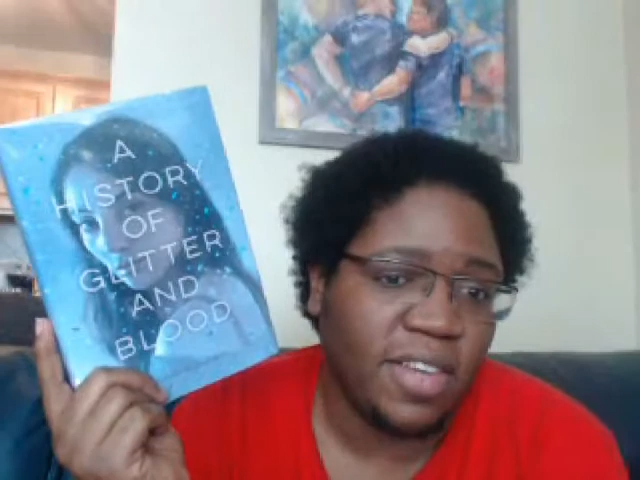 A
HISTORY
OF
GLITTER
AND
BLOOD